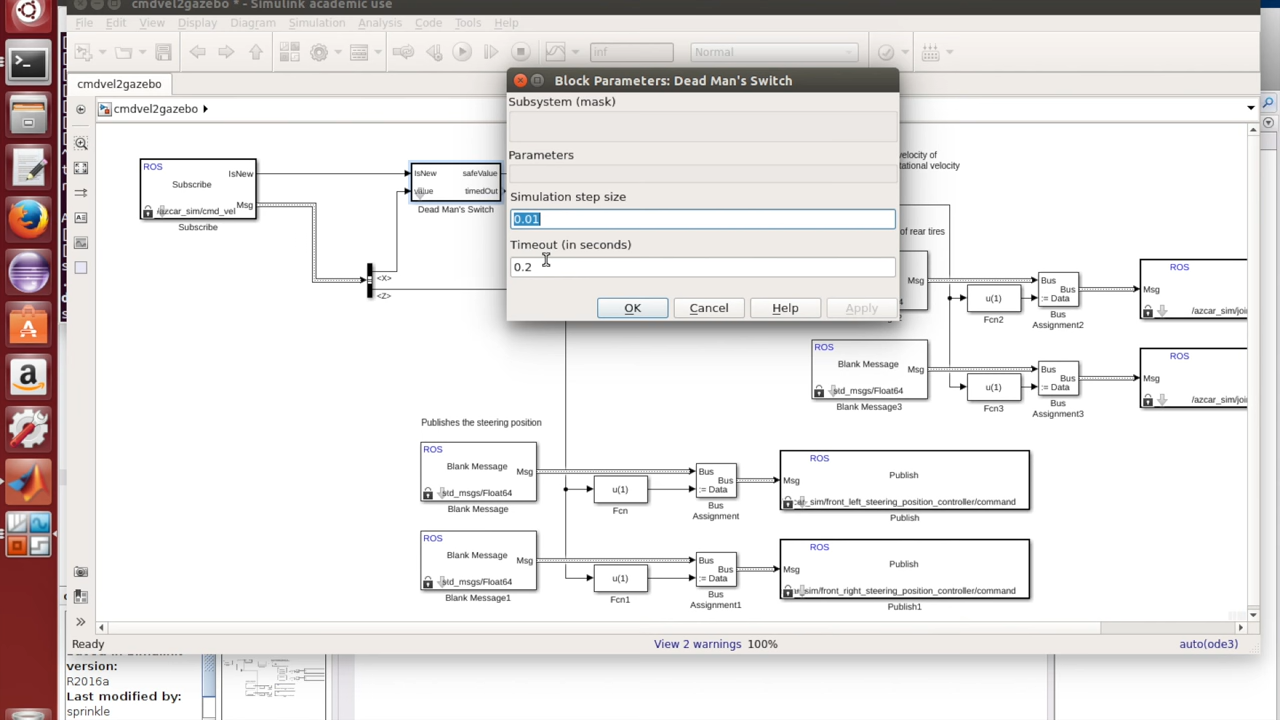 cmdvel2gazebo * - Simulink academic use
File Edit View Display Diagram Simulation Analysis Code Tools Help
inf
Normal
cmdvel2gazebo
cmdvel2gazebo
Block Parameters: Dead Man's Switch
Subsystem (mask)
Parameters
Simulation step size
0.01
Timeout (in seconds)
0.2
OK Cancel Help Apply
ROS
Subscribe
IsNew
Msg
/azcar_sim/cmd_vel
Subscribe
IsNew
value
safeValue
timedOut
Dead Man's Switch
<X>
<Z>
velocity of
tational velocity
of rear tires
Msg
u(1)
Fcn2
Bus
Bus
:= Data
Bus
Assignment2
ROS
Msg
/azcar_sim/joi
ROS
Blank Message
Msg
std_msgs/Float64
Blank Message3
u(1)
Fcn3
Bus
Bus
:= Data
Bus
Assignment3
ROS
Msg
/azcar_sim/joi
Publishes the steering position
ROS
Blank Message
Msg
std_msgs/Float64
Blank Message
u(1)
Fcn
Bus
Bus
:= Data
Bus
Assignment
ROS
Publish
Msg
car_sim/front_left_steering_position_controller/command
Publish
ROS
Blank Message
Msg
std_msgs/Float64
Blank Message1
u(1)
Fcn1
Bus
Bus
:= Data
Bus
Assignment1
ROS
Publish
Msg
ar_sim/front_right_steering_position_controller/command
Publish1
Ready
View 2 warnings 100%
auto(ode3)
version:
R2016a
Last modified by:
sprinkle